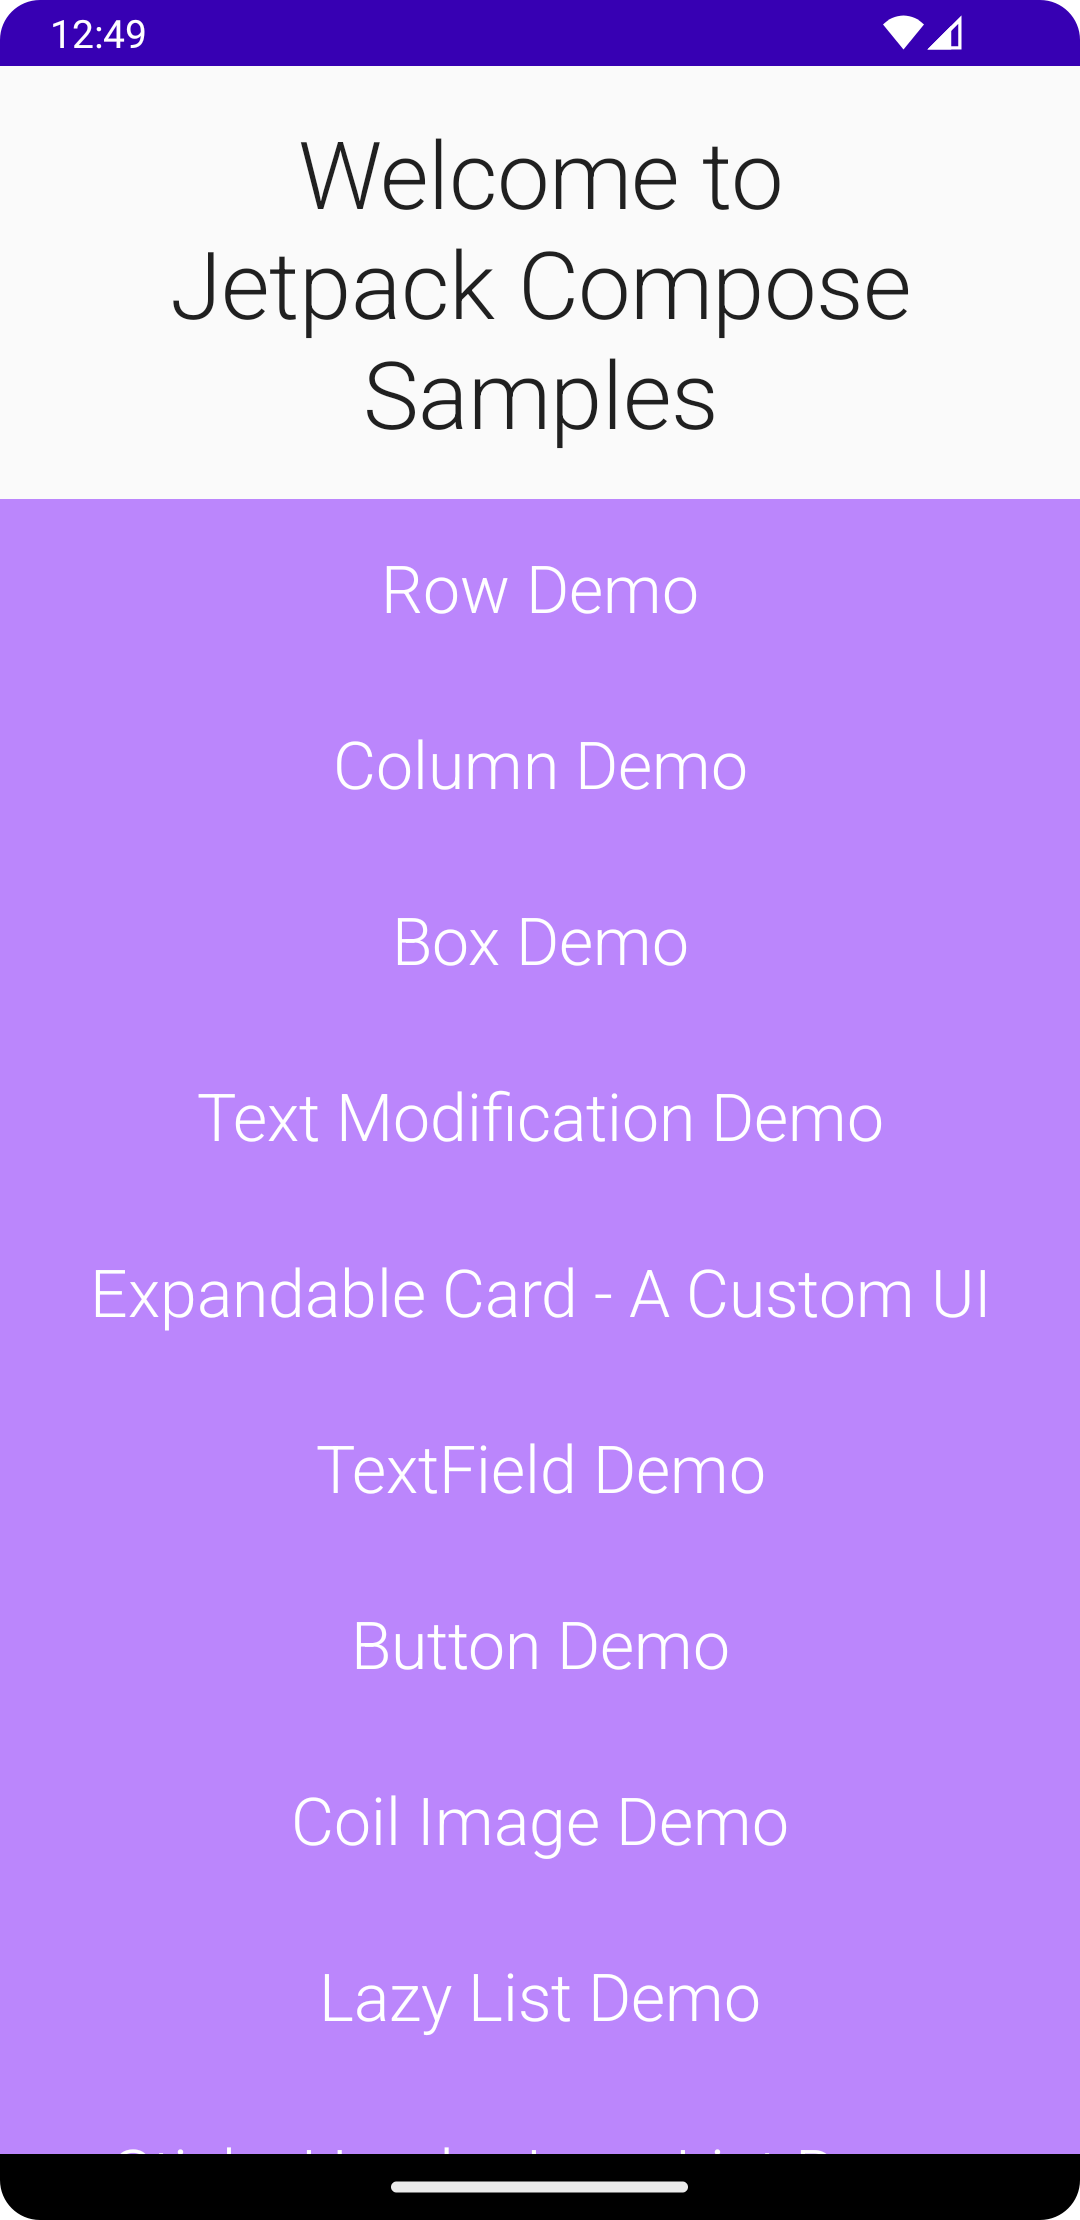 12:49
Welcome to
Jetpack Compose
Samples
Row Demo
Column Demo
Box Demo
Text Modification Demo
Expandable Card - A Custom UI
TextField Demo
Button Demo
Coil Image Demo
Lazy List Demo